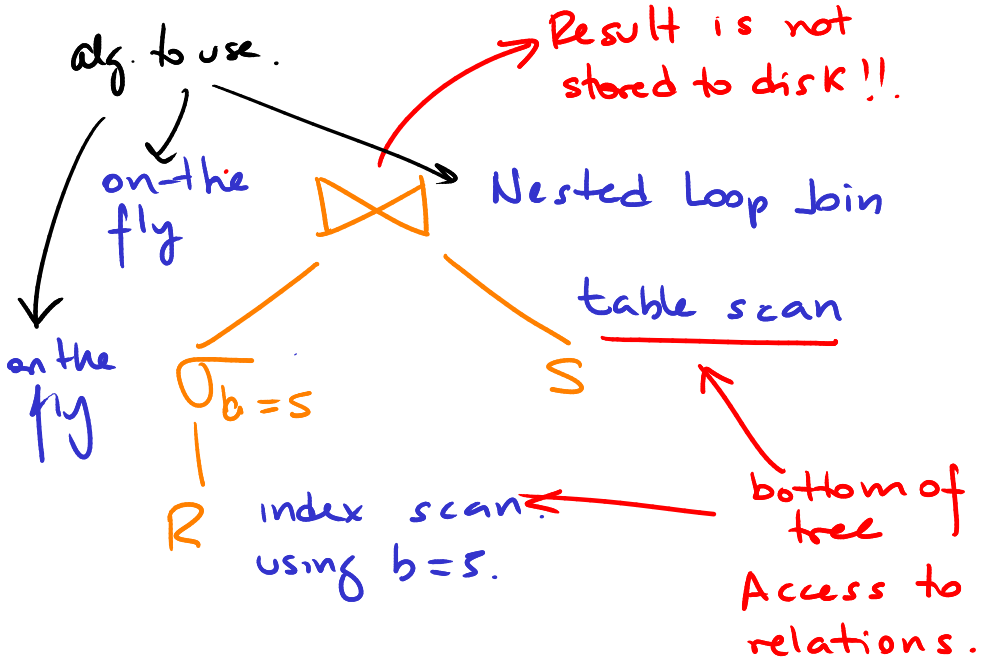 alg. to use.
Result is not
stored to disk!!.
on-the
fly
⋈
Nested Loop Join
on the
fly
σ b=5
S
table scan
R
index scan.
using b=5.
bottom of
tree
Access to
relations.